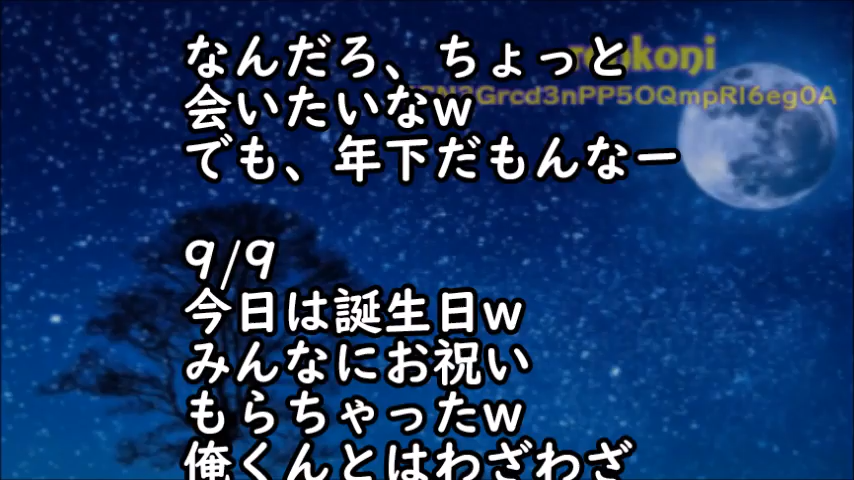 なんだろ、ちょっと
会いたいなw
でも、年下だもんなー
9/9
今日は誕生日w
みんなにお祝い
もらちゃったw
俺くんとはわざわざ